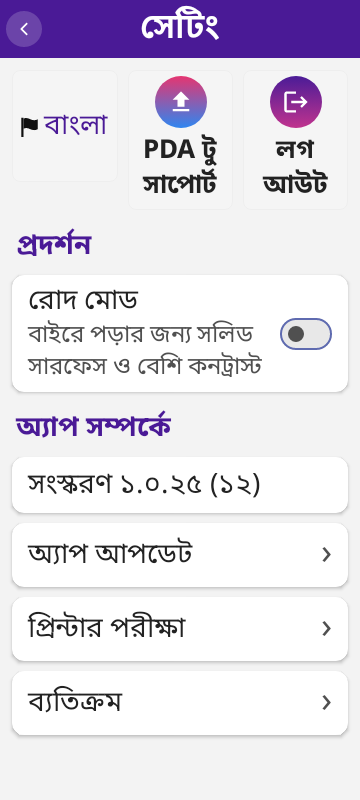 সেটিং
বাংলা
PDA টু
সাপোর্ট
লগ
আউট
প্রদর্শন
রোদ মোড
বাইরে পড়ার জন্য সলিড
সারফেস ও বেশি কনট্রাস্ট
অ্যাপ সম্পর্কে
সংস্করণ ১.০.২৫ (১২)
অ্যাপ আপডেট
প্রিন্টার পরীক্ষা
ব্যতিক্রম